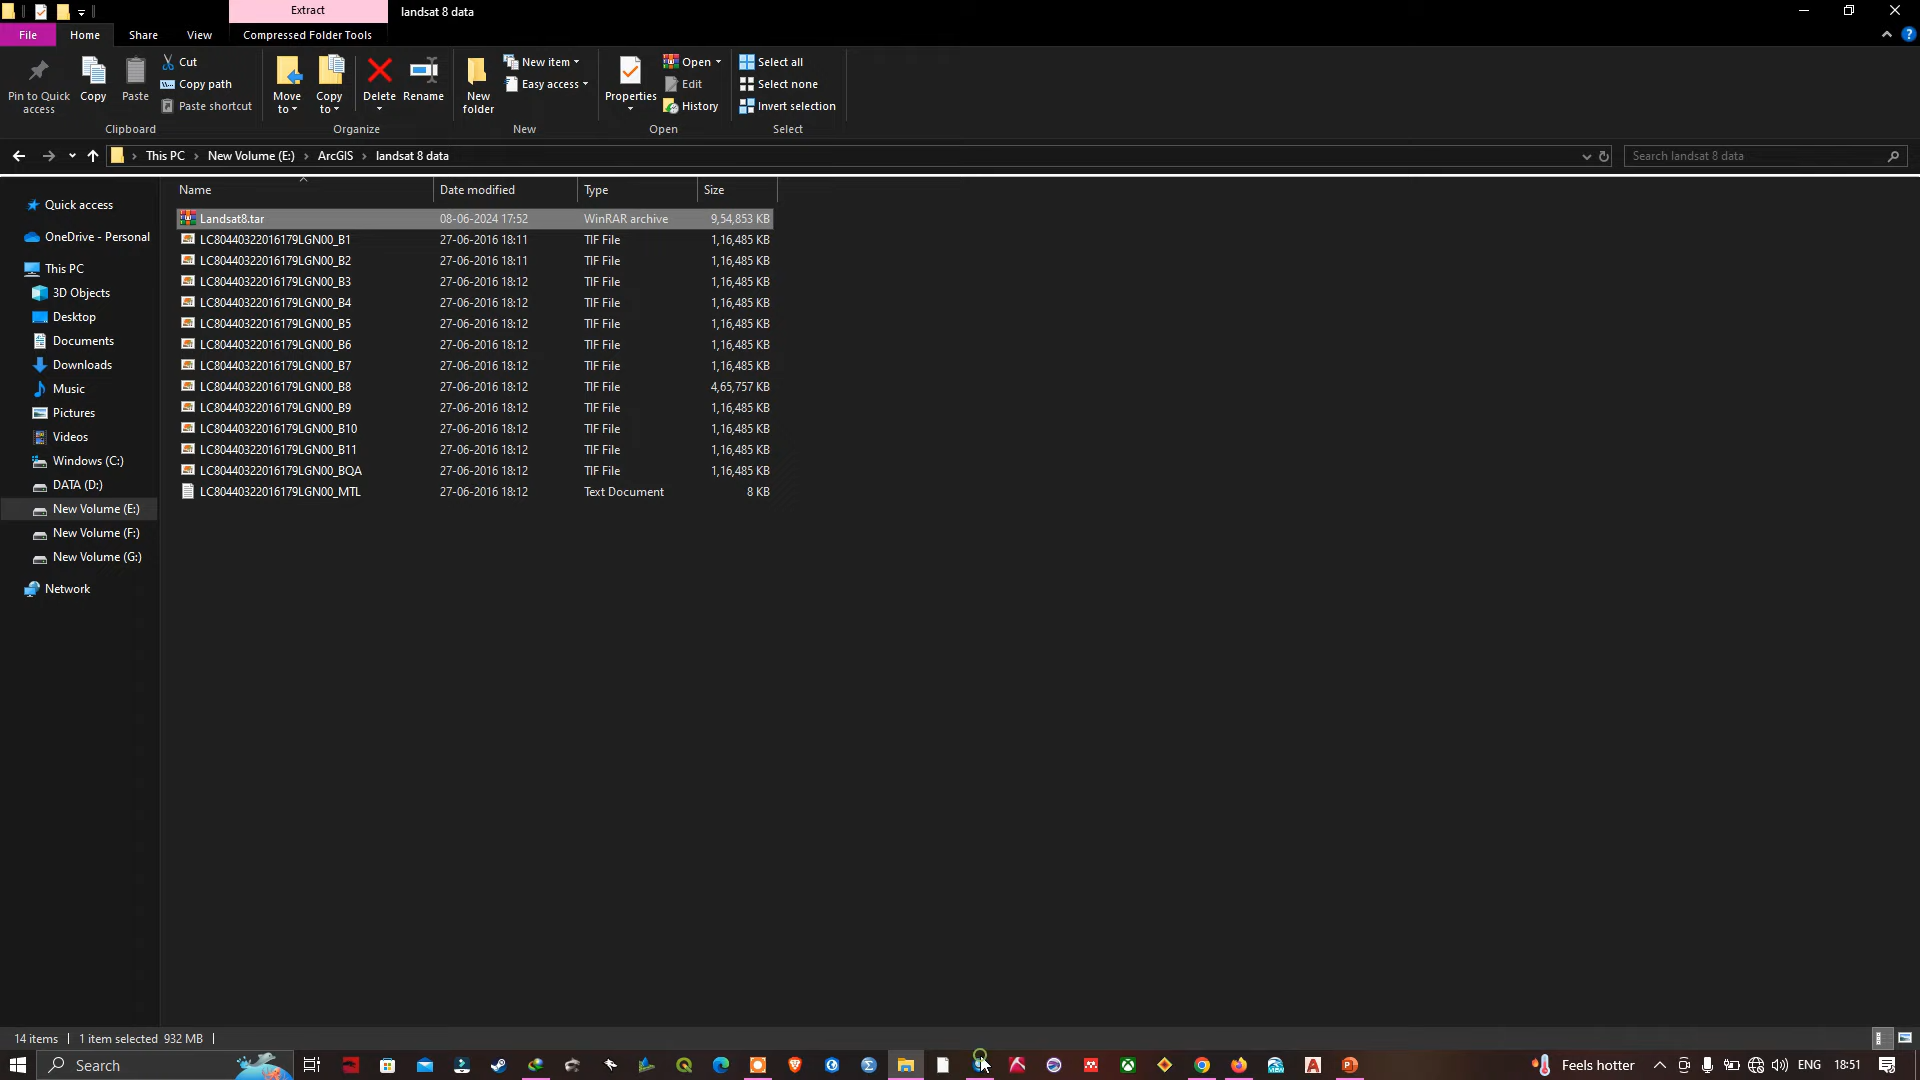 Extract
landsat 8 data
File Home Share View Compressed Folder Tools
Pin to Quick access
Copy
Paste
Cut
Copy path
Paste shortcut
Clipboard
Move to
Copy to
Delete
Rename
Organize
New folder
New item
Easy access
New
Properties
Open
Edit
History
Open
Select all
Select none
Invert selection
Select
This PC New Volume (E:) ArcGIS landsat 8 data
Search landsat 8 data
Quick access
OneDrive - Personal
This PC
3D Objects
Desktop
Documents
Downloads
Music
Pictures
Videos
Windows (C:)
DATA (D:)
New Volume (E:)
New Volume (F:)
New Volume (G:)
Network
Name Date modified Type Size
Landsat8.tar 08-06-2024 17:52 WinRAR archive 9,54,853 KB
LC80440322016179LGN00_B1 27-06-2016 18:11 TIF File 1,16,485 KB
LC80440322016179LGN00_B2 27-06-2016 18:11 TIF File 1,16,485 KB
LC80440322016179LGN00_B3 27-06-2016 18:12 TIF File 1,16,485 KB
LC80440322016179LGN00_B4 27-06-2016 18:12 TIF File 1,16,485 KB
LC80440322016179LGN00_B5 27-06-2016 18:12 TIF File 1,16,485 KB
LC80440322016179LGN00_B6 27-06-2016 18:12 TIF File 1,16,485 KB
LC80440322016179LGN00_B7 27-06-2016 18:12 TIF File 1,16,485 KB
LC80440322016179LGN00_B8 27-06-2016 18:12 TIF File 4,65,757 KB
LC80440322016179LGN00_B9 27-06-2016 18:12 TIF File 1,16,485 KB
LC80440322016179LGN00_B10 27-06-2016 18:12 TIF File 1,16,485 KB
LC80440322016179LGN00_B11 27-06-2016 18:12 TIF File 1,16,485 KB
LC80440322016179LGN00_BQA 27-06-2016 18:12 TIF File 1,16,485 KB
LC80440322016179LGN00_MTL 27-06-2016 18:12 Text Document 8 KB
14 items 1 item selected 932 MB
Search
Feels hotter ENG 18:51